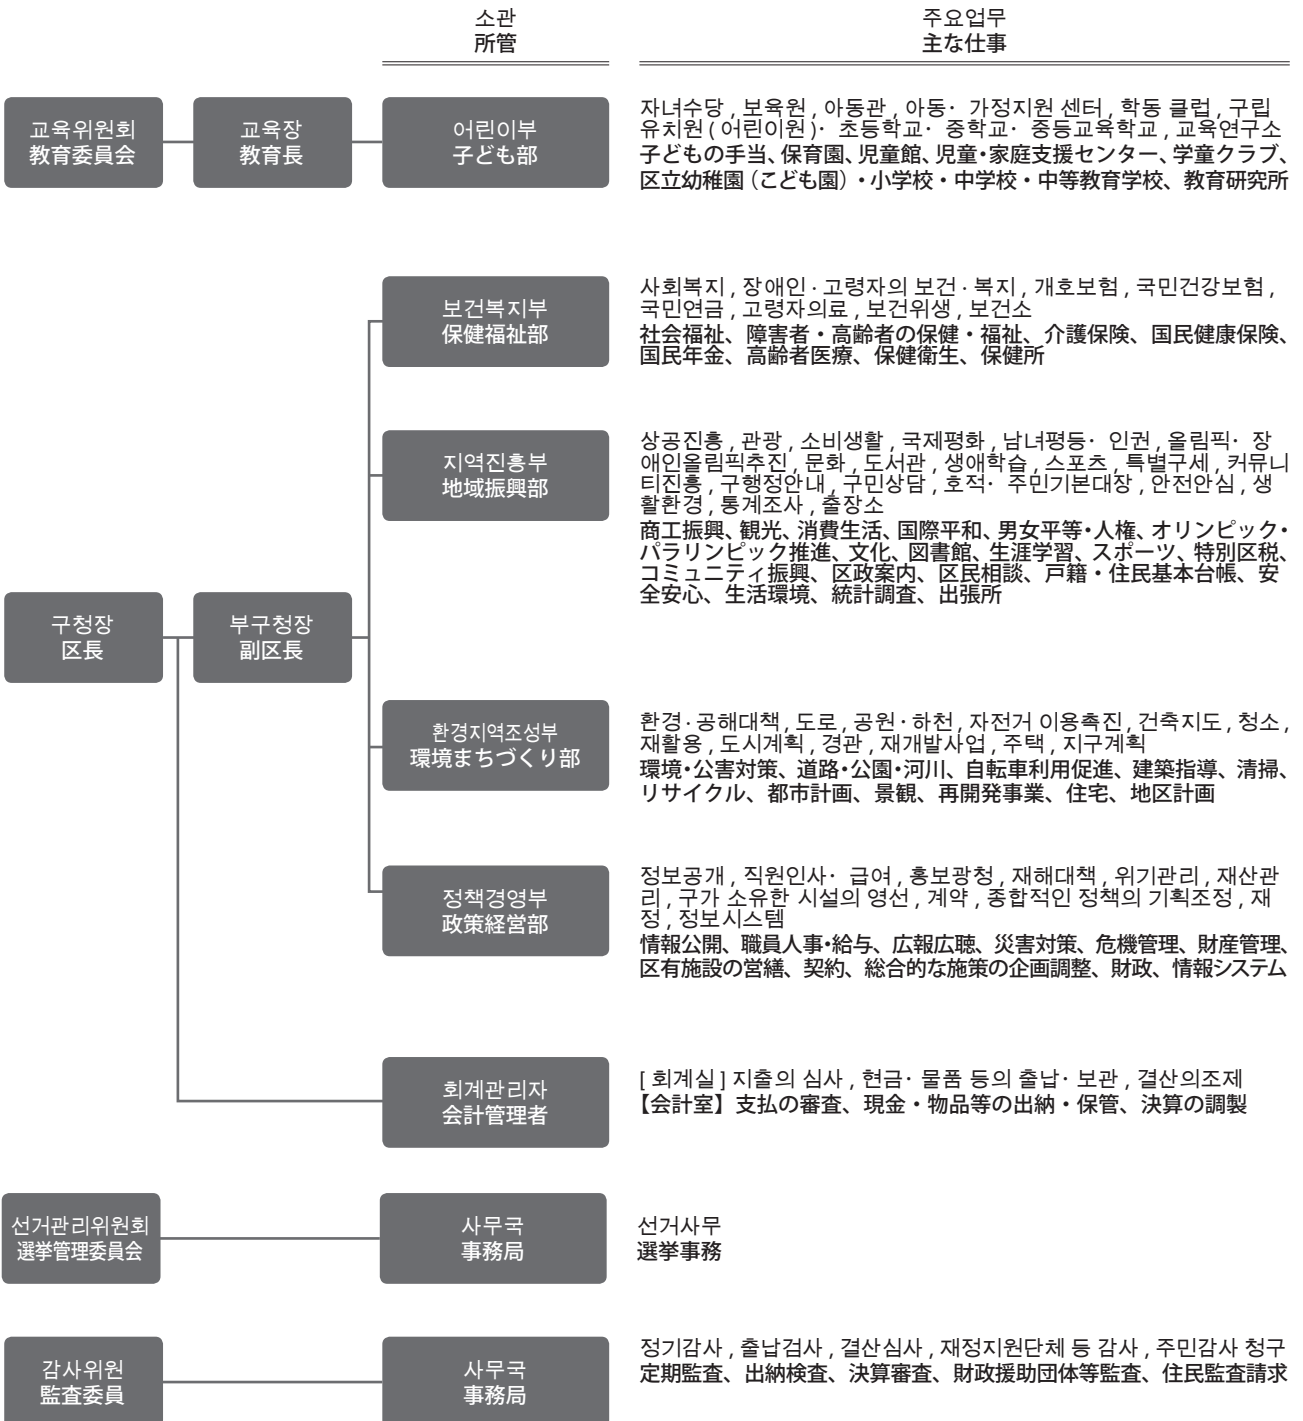 소관
所管
주요업무
主な仕事
교육위원회
教育委員会
교육장
教育長
어린이부
子ども部
자녀수당 , 보육원 , 아동관 , 아동· 가정지원 센터 , 학동 클럽 , 구립
유치원 ( 어린이원 )· 초등학교· 중학교· 중등교육학교 , 교육연구소
子どもの手当、保育園、児童館、児童・家庭支援センター、学童クラブ、
区立幼稚園（こども園）・小学校・中学校・中等教育学校、教育研究所
보건복지부
保健福祉部
사회복지 , 장애인 · 고령자의 보건 · 복지 , 개호보험 , 국민건강보험 ,
국민연금 , 고령자의료 , 보건위생 , 보건소
社会福祉、障害者・高齢者の保健・福祉、介護保険、国民健康保険、
国民年金、高齢者医療、保健衛生、保健所
지역진흥부
地域振興部
상공진흥 , 관광 , 소비생활 , 국제평화 , 남녀평등· 인권 , 올림픽· 장
애인올림픽추진 , 문화 , 도서관 , 생애학습 , 스포츠 , 특별구세 , 커뮤니
티진흥 , 구행정안내 , 구민상담 , 호적· 주민기본대장 , 안전안심 , 생
활환경 , 통계조사 , 출장소
商工振興、観光、消費生活、国際平和、男女平等・人権、オリンピック・
パラリンピック推進、文化、図書館、生涯学習、スポーツ、特別区税、
コミュニティ振興、区政案内、区民相談、戸籍・住民基本台帳、安
全安心、生活環境、統計調査、出張所
구청장
区長
부구청장
副区長
환경지역조성부
環境まちづくり部
환경 · 공해대책 , 도로 , 공원 · 하천 , 자전거 이용촉진 , 건축지도 , 청소 ,
재활용 , 도시계획 , 경관 , 재개발사업 , 주택 , 지구계획
環境・公害対策、道路・公園・河川、自転車利用促進、建築指導、清掃、
リサイクル、都市計画、景観、再開発事業、住宅、地区計画
정책경영부
政策経営部
정보공개 , 직원인사· 급여 , 홍보광청 , 재해대책 , 위기관리 , 재산관
리 , 구가 소유한 시설의 영선 , 계약 , 종합적인 정책의 기획조정 , 재
정 , 정보시스템
情報公開、職員人事・給与、広報広聴、災害対策、危機管理、財産管理、
区有施設の営繕、契約、総合的な施策の企画調整、財政、情報システム
회계관리자
会計管理者
[ 회계실 ] 지출의 심사 , 현금· 물품 등의 출납· 보관 , 결산의조제
【会計室】支払の審査、現金・物品等の出納・保管、決算の調製
선거관리위원회
選挙管理委員会
사무국
事務局
선거사무
選挙事務
감사위원
監査委員
사무국
事務局
정기감사 , 출납검사 , 결산심사 , 재정지원단체 등 감사 , 주민감사 청구
定期監査、出納検査、決算審査、財政援助団体等監査、住民監査請求